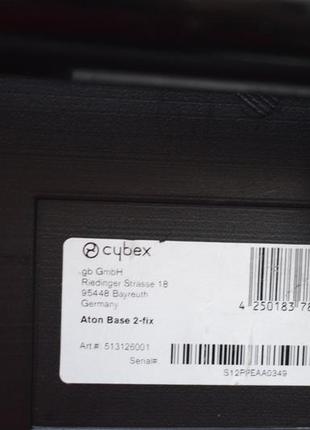 cybex
gb GmbH
Riedinger Strasse 18
95448 Bayreuth
Germany
Aton Base 2-fix
4 250183 78
Art.#: 513126001
Serial#:
S12PPEAA0349